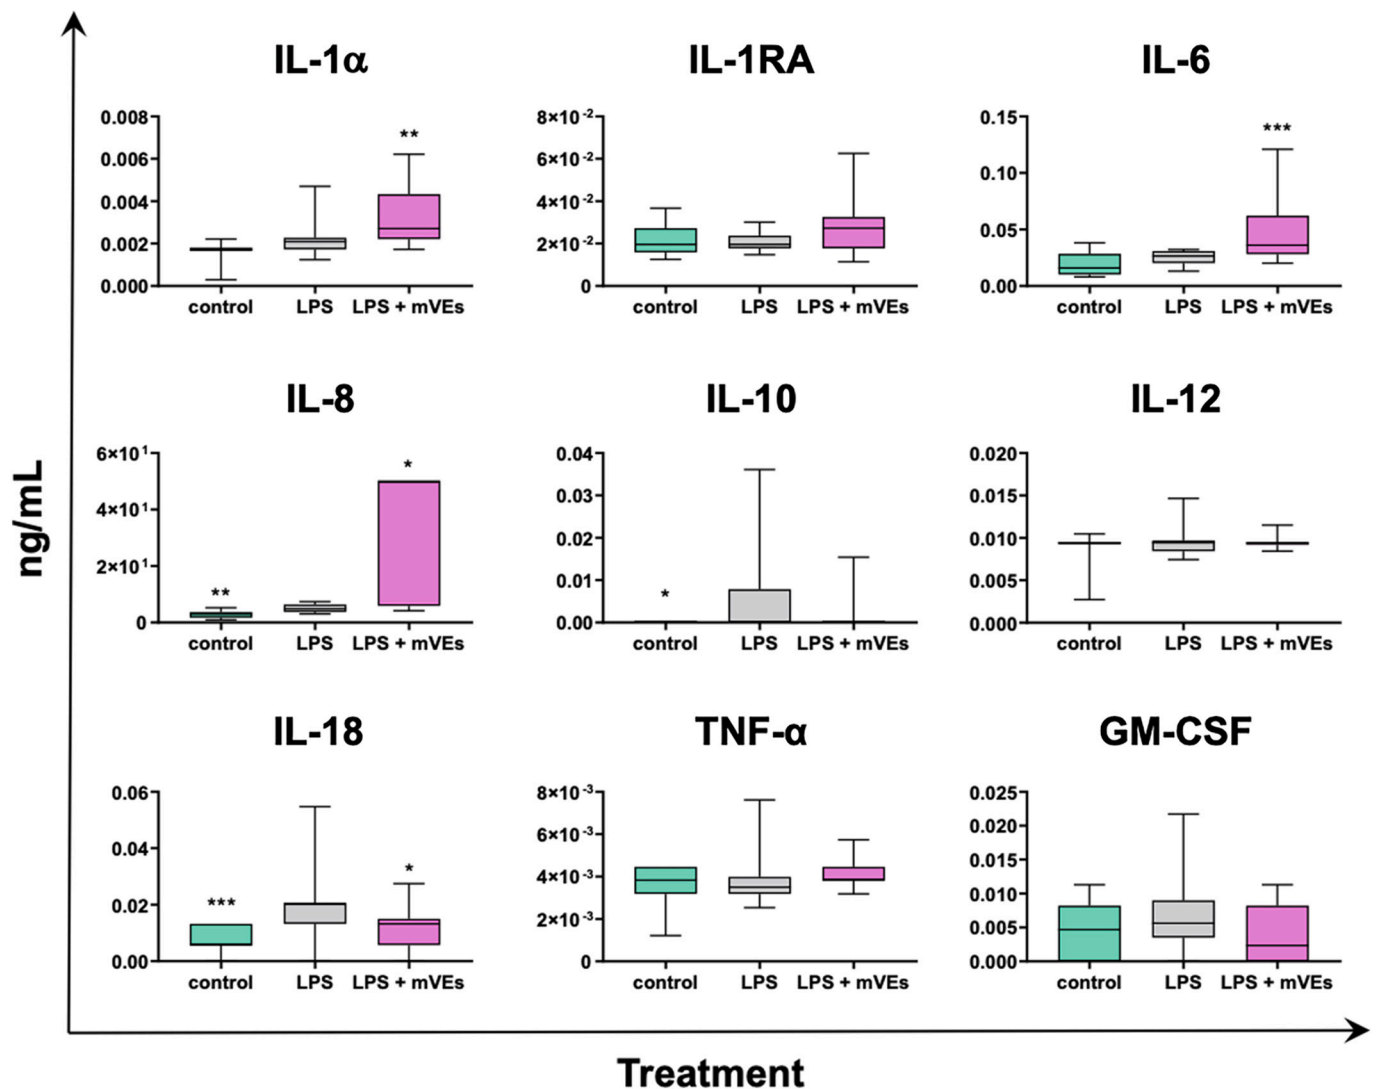 IL-1α
0.008
0.006
0.004
0.002
0.000
**
control LPS LPS + mVEs
IL-1RA
8×10-2
6×10-2
4×10-2
2×10-2
0
control LPS LPS + mVEs
IL-6
0.15
0.10
0.05
0.00
***
control LPS LPS + mVEs
IL-8
6×10¹
4×10¹
2×10¹
0
**
*
control LPS LPS + mVEs
IL-10
0.04
0.03
0.02
0.01
0.00
*
control LPS LPS + mVEs
IL-12
0.020
0.015
0.010
0.005
0.000
control LPS LPS + mVEs
IL-18
0.06
0.04
0.02
0.00
***
*
control LPS LPS + mVEs
TNF-α
8×10-3
6×10-3
4×10-3
2×10-3
0
control LPS LPS + mVEs
GM-CSF
0.025
0.020
0.015
0.010
0.005
0.000
control LPS LPS + mVEs
ng/mL
Treatment